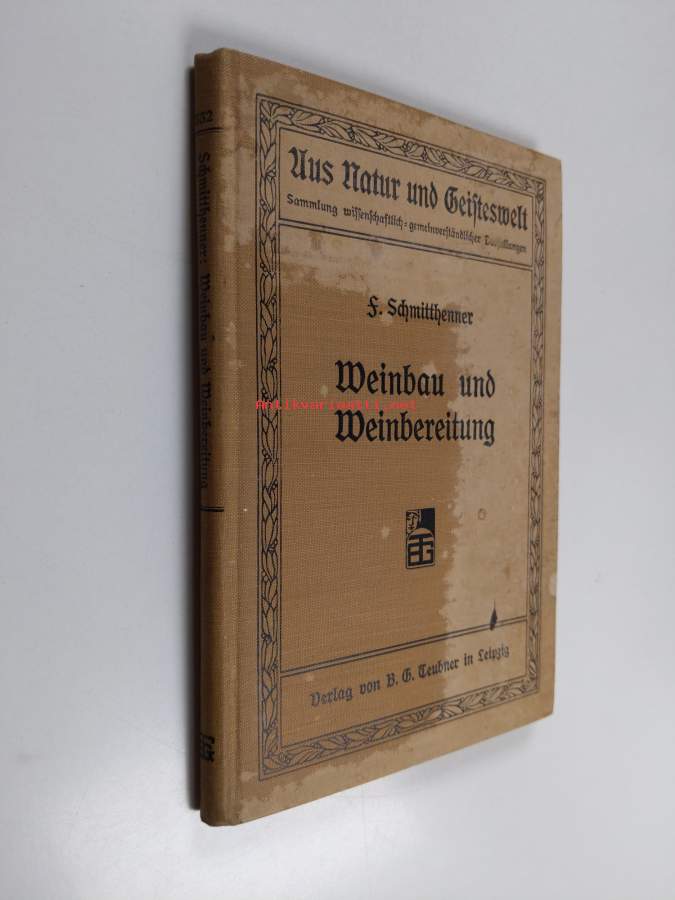 Aus Natur und Geisteswelt
Sammlung wissenschaftlich-gemeinverständlicher Darstellungen
F. Schmitthenner
Weinbau und
Antikvariaatti.net
Weinbereitung
Verlag von B. G. Teubner in Leipzig
332
Schmitthenner: Weinbau und Weinbereitung